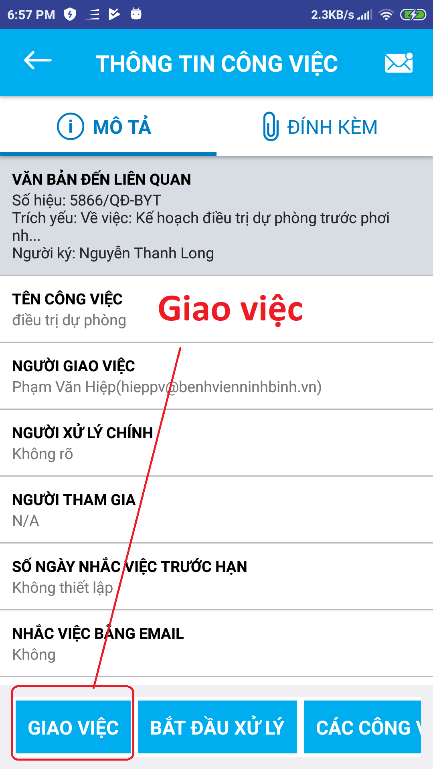 6:57 PM
2.3KB/s
THÔNG TIN CÔNG VIỆC
MÔ TẢ
ĐÍNH KÈM
VĂN BẢN ĐẾN LIÊN QUAN
Số hiệu: 5866/QĐ-BYT
Trích yếu: Về việc: Kế hoạch điều trị dự phòng trước phơi
nh...
Người ký: Nguyễn Thanh Long
TÊN CÔNG VIỆC
điều trị dự phòng
Giao việc
NGƯỜI GIAO VIỆC
Phạm Văn Hiệp(hieppv@benhvienninhbinh.vn)
NGƯỜI XỬ LÝ CHÍNH
Không rõ
NGƯỜI THAM GIA
N/A
SỐ NGÀY NHẮC VIỆC TRƯỚC HẠN
Không thiết lập
NHẮC VIỆC BẰNG EMAIL
Không
GIAO VIỆC
BẮT ĐẦU XỬ LÝ
CÁC CÔNG V